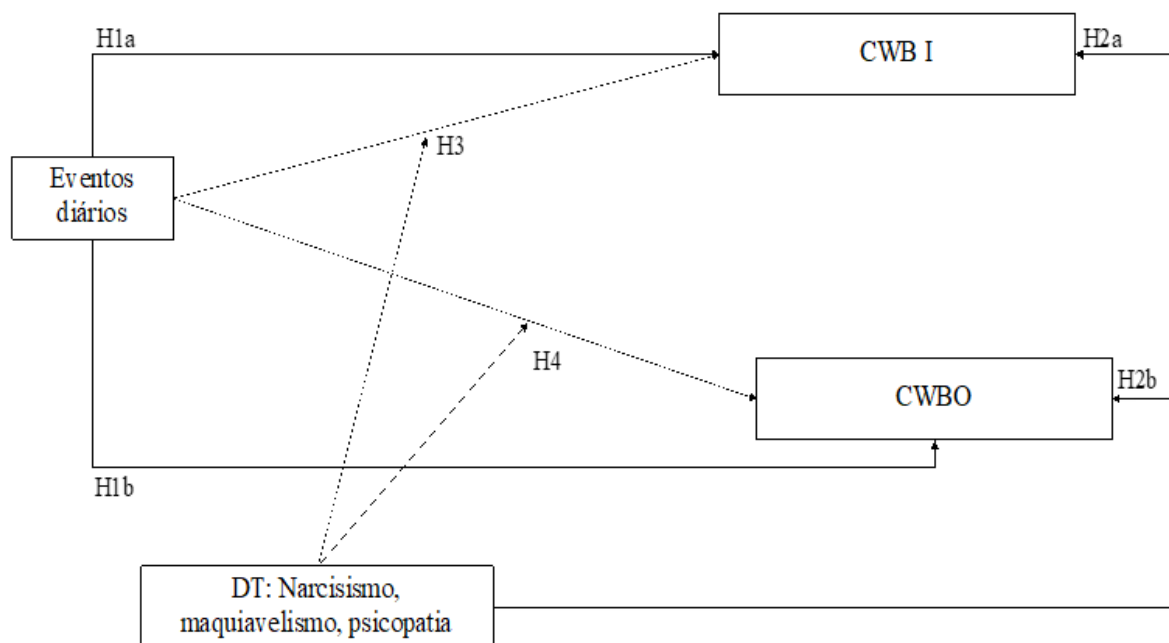 H1a
CWB I
H2a
H3
Eventos
diários
H4
CWBO
H2b
H1b
DT: Narcisismo,
maquiavelismo, psicopatia